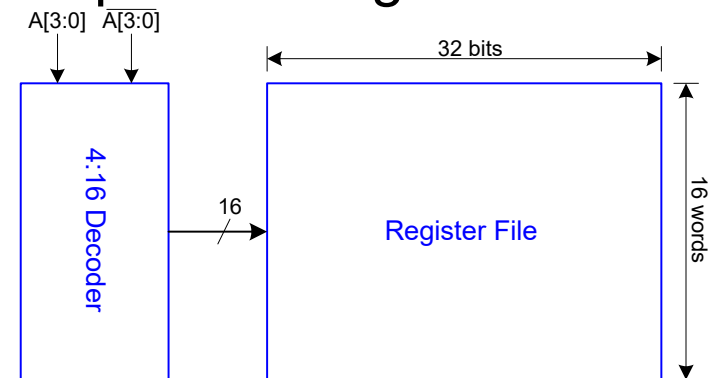 A[3:0] A[3:0]
32 bits
4:16 Decoder
16
Register File
16 words